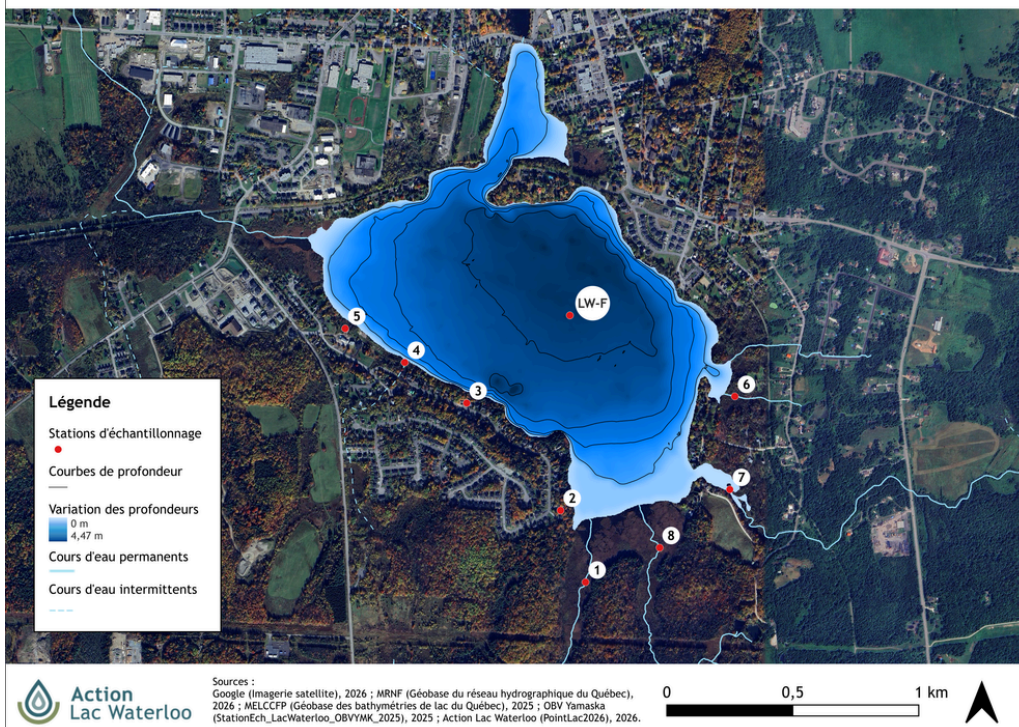 LW-F
5
4
3
6
7
2
8
1
Légende
Stations d'échantillonnage
Courbes de profondeur
Variation des profondeurs
0 m
4,47 m
Cours d'eau permanents
Cours d'eau intermittents
Action
Lac Waterloo
Sources :
Google (Imagerie satellite), 2026 ; MRNF (Géobase du réseau hydrographique du Québec),
2026 ; MELCCFP (Géobase des bathymétries de lac du Québec), 2025 ; OBV Yamaska
(StationEch_LacWaterloo_OBVYMK_2025), 2025 ; Action Lac Waterloo (PointLac2026), 2026.
0 0,5 1 km